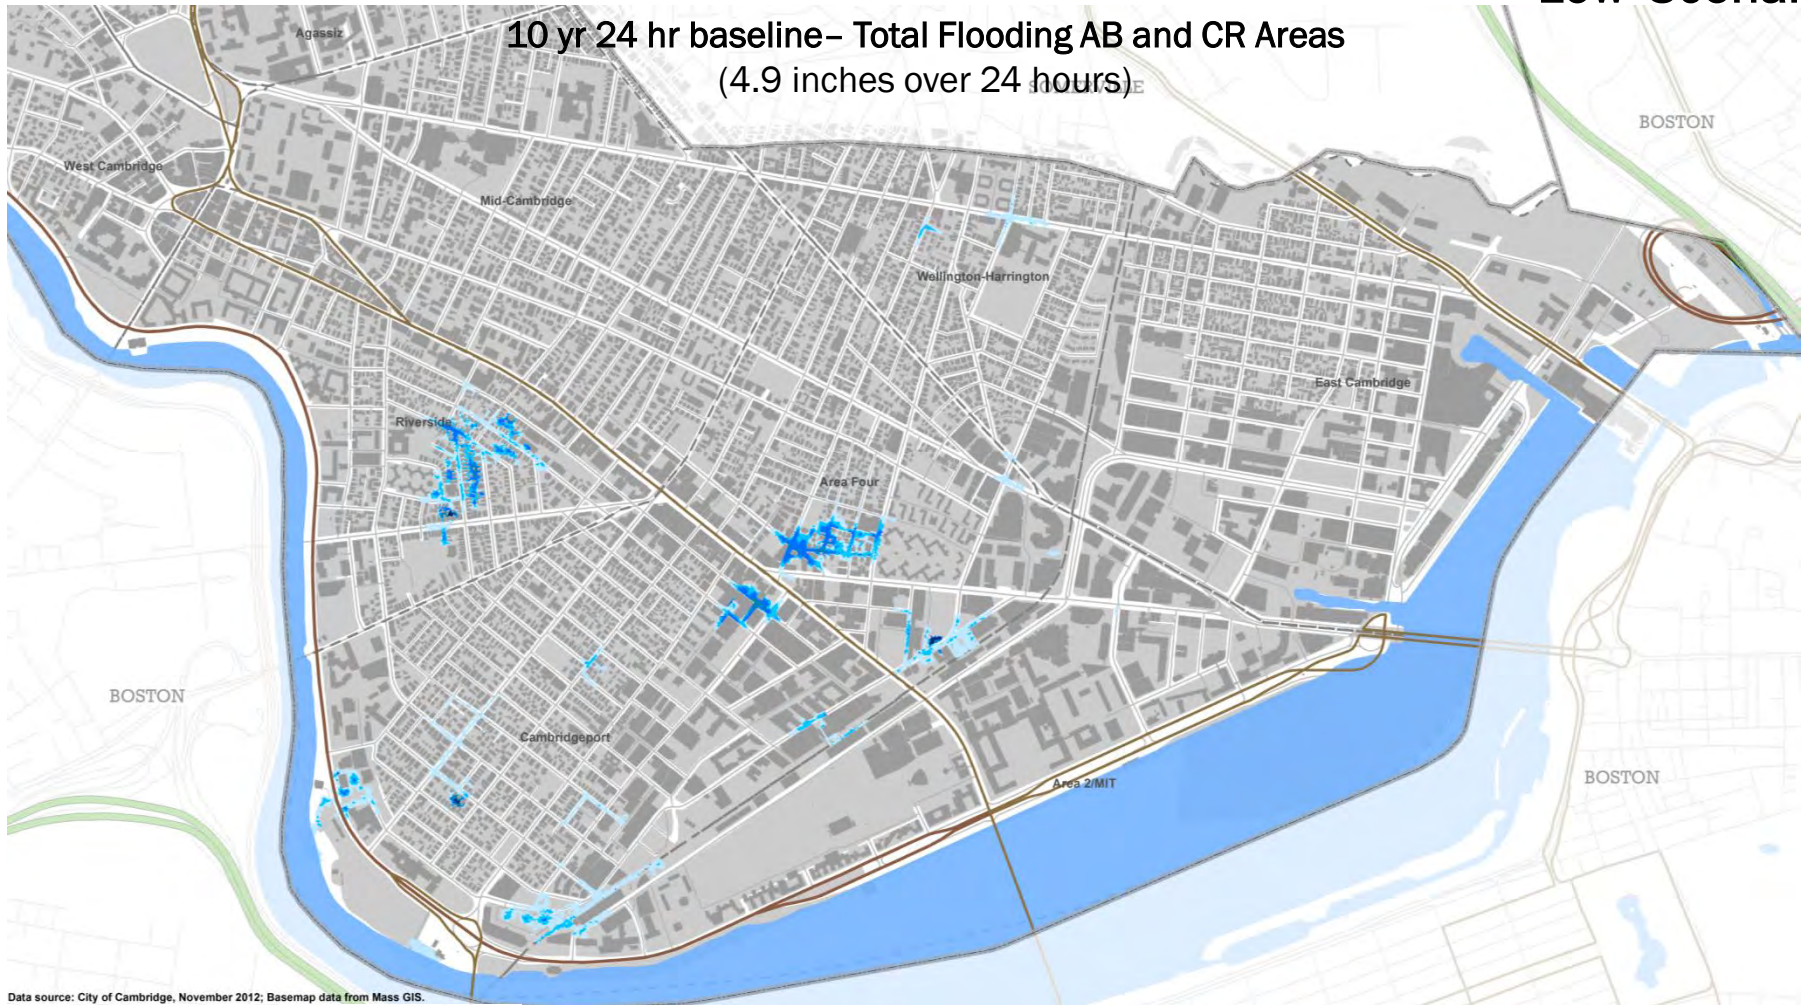 10 yr 24 hr baseline– Total Flooding AB and CR Areas
(4.9 inches over 24 hours)
Agassiz
SOMERVILLE
BOSTON
West Cambridge
Mid-Cambridge
Wellington-Harrington
East Cambridge
Riverside
Area Four
BOSTON
Cambridgeport
Area 2/MIT
BOSTON
Data source: City of Cambridge, November 2012; Basemap data from Mass GIS.